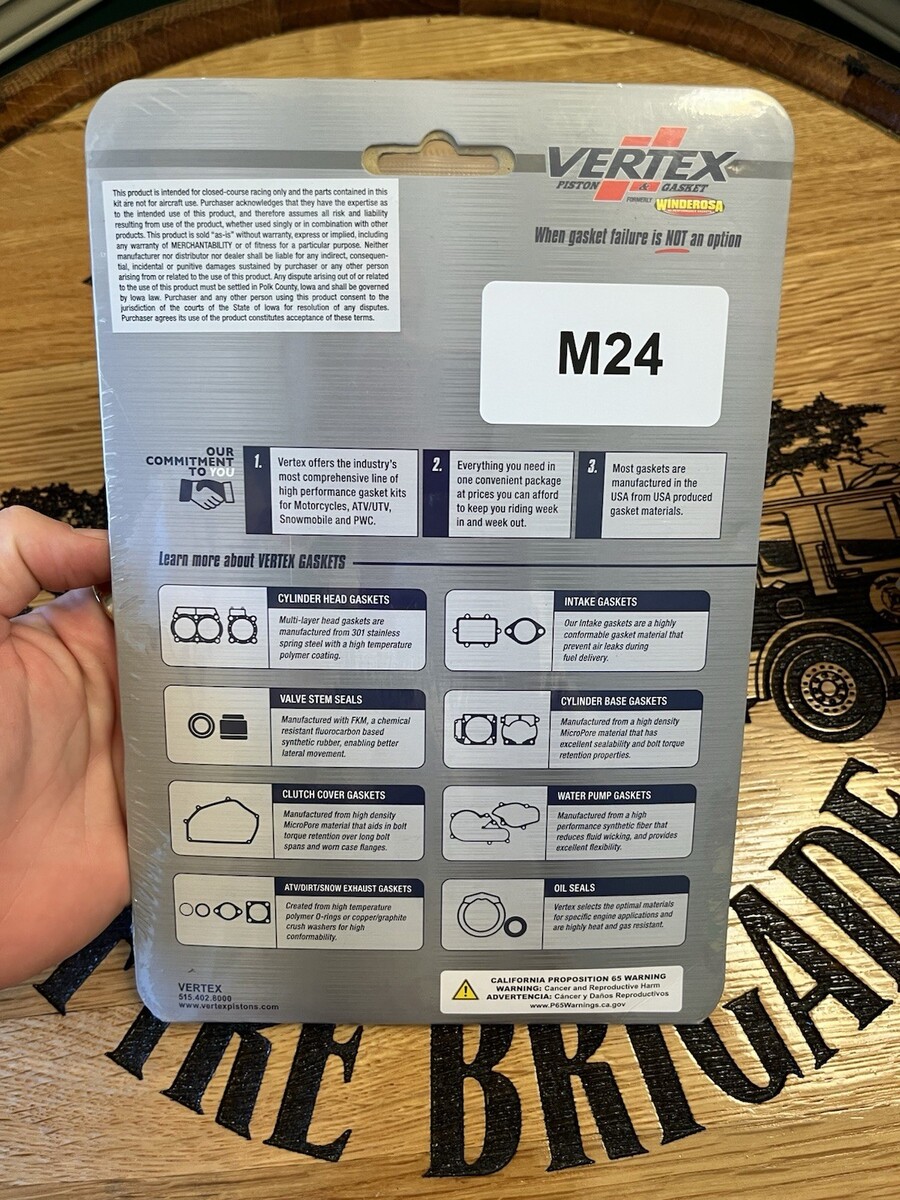 VERTEX
PISTON & GASKET
FORMERLY WINDEROSA
When gasket failure is NOT an option
This product is intended for closed-course racing only and the parts contained in this
kit are not for aircraft use. Purchaser acknowledges that they have the expertise as
to the intended use of this product, and therefore assumes all risk and liability
resulting from use of the product, whether used singly or in combination with other
products. This product is sold "as-is" without warranty, express or implied, including
any warranty of MERCHANTABILITY or of fitness for a particular purpose. Neither
manufacturer nor distributor nor dealer shall be liable for any indirect, consequen-
tial, incidental or punitive damages sustained by purchaser or any other person
arising from or related to the use of this product. Any dispute arising out of or related
to the use of this product must be settled in Polk County, Iowa and shall be governed
by Iowa law. Purchaser and any other person using this product consent to the
jurisdiction of the courts of the State of Iowa for resolution of any disputes.
Purchaser agrees its use of the product constitutes acceptance of these terms.
M24
OUR
COMMITMENT
TO YOU
1.
Vertex offers the industry's
most comprehensive line of
high performance gasket kits
for Motorcycles, ATV/UTV,
Snowmobile and PWC.
2.
Everything you need in
one convenient package
at prices you can afford
to keep you riding week
in and week out.
3.
Most gaskets are
manufactured in the
USA from USA produced
gasket materials.
Learn more about VERTEX GASKETS
CYLINDER HEAD GASKETS
Multi-layer head gaskets are
manufactured from 301 stainless
spring steel with a high temperature
polymer coating.
INTAKE GASKETS
Our Intake gaskets are a highly
conformable gasket material that
prevent air leaks during
fuel delivery.
VALVE STEM SEALS
Manufactured with FKM, a chemical
resistant fluorocarbon based
synthetic rubber, enabling better
lateral movement.
CYLINDER BASE GASKETS
Manufactured from a high density
MicroPore material that has
excellent sealability and bolt torque
retention properties.
CLUTCH COVER GASKETS
Manufactured from high density
MicroPore material that aids in bolt
torque retention over long bolt
spans and worn case flanges.
WATER PUMP GASKETS
Manufactured from a high
performance synthetic fiber that
reduces fluid wicking, and provides
excellent flexibility.
ATV/DIRT/SNOW EXHAUST GASKETS
Created from high temperature
polymer O-rings or copper/graphite
crush washers for high
conformability.
OIL SEALS
Vertex selects the optimal materials
for specific engine applications and
are highly heat and gas resistant.
VERTEX
515.402.8000
www.vertexpistons.com
CALIFORNIA PROPOSITION 65 WARNING
WARNING: Cancer and Reproductive Harm
ADVERTENCIA: Cáncer y Daños Reproductivos
www.P65Warnings.ca.gov
BRIGADE